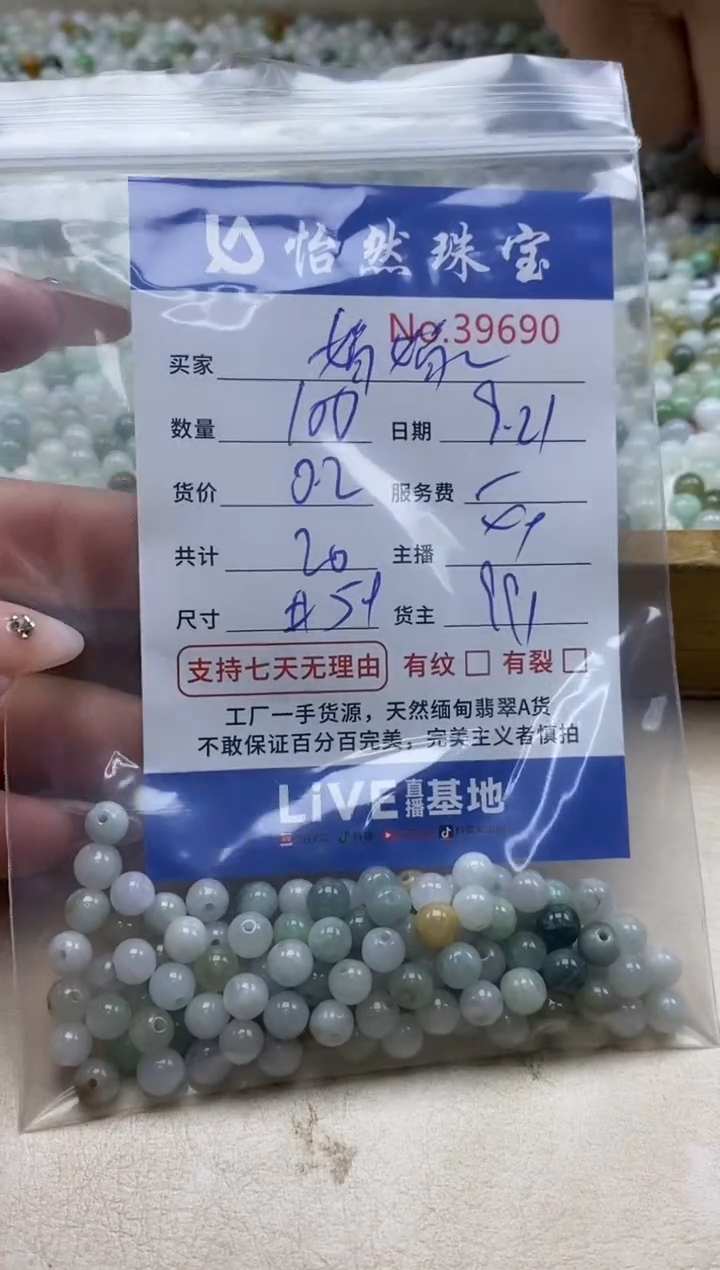 怡然珠宝
No.39690
买家
数量 100 日期 9.21
货价 0.2 服务费
共计 20 主播
尺寸 货主
支持七天无理由 有纹 有裂
工厂一手货源，天然缅甸翡翠A货
不敢保证百分百完美，完美主义者慎拍
LiVE直播基地